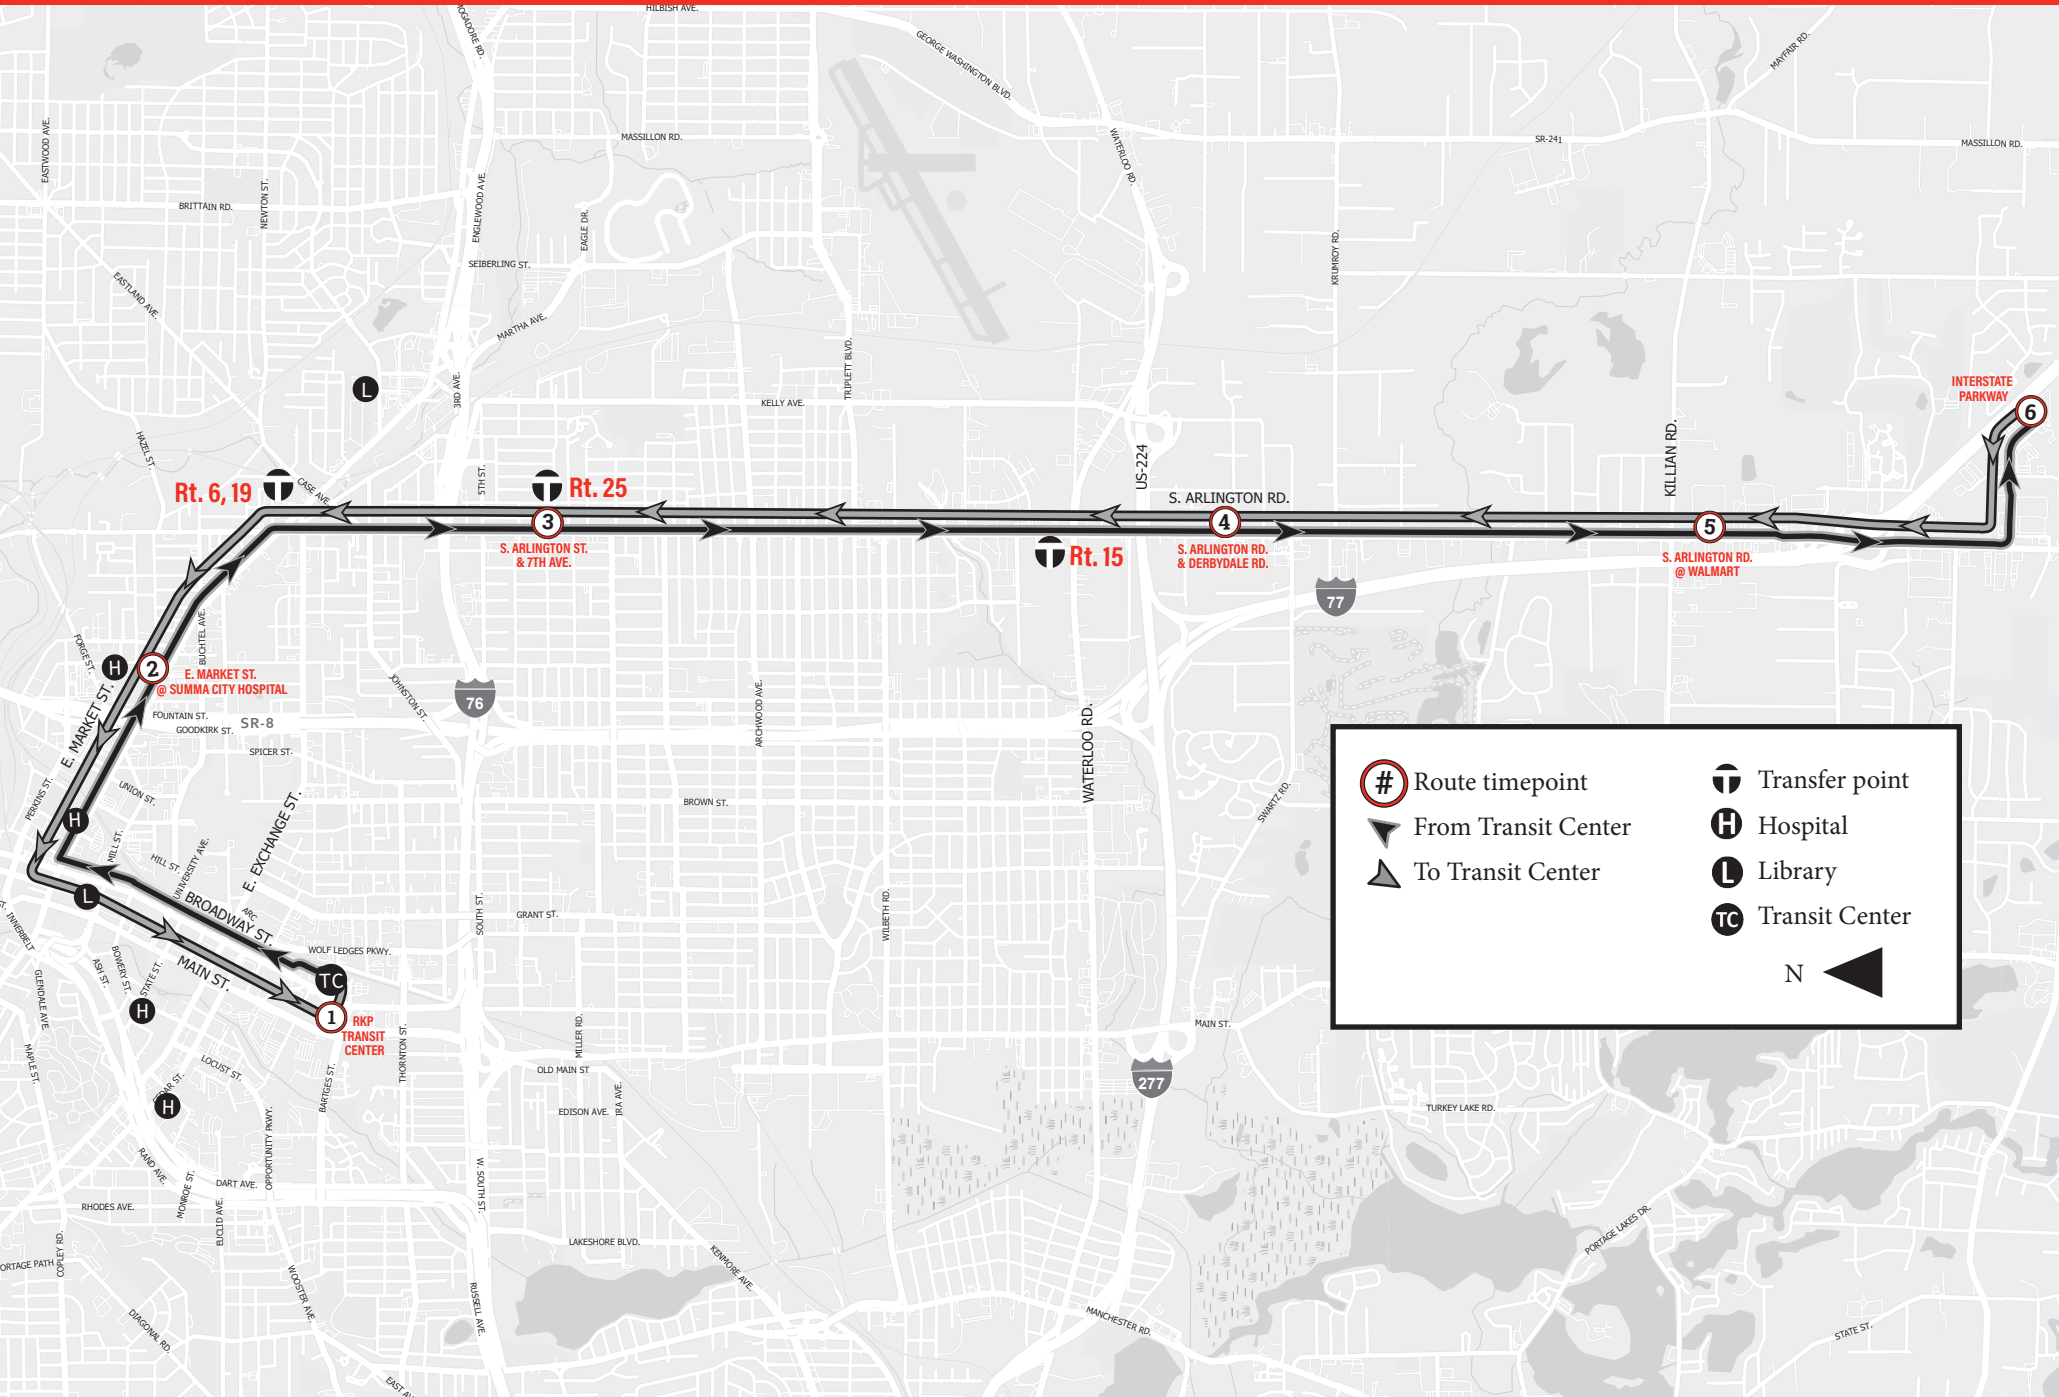 HILBISH AVE.
MOGADORE RD.
GEORGE WASHINGTON BLVD.
MAYFAIR RD.
EASTWOOD AVE.
MASSILLON RD.
WATERLOO RD.
SR-241
MASSILLON RD.
BRITTAIN RD.
NEWTON ST.
ENGLEWOOD AVE.
EAGLE DR.
SEIBERLING ST.
KRUMROY RD.
EASTLAND AVE.
MARTHA AVE.
TRIPLETT BLVD.
3RD AVE.
KELLY AVE.
L
INTERSTATE
PARKWAY
6
HAZEL ST.
CASE AVE.
5TH ST.
US-224
KILLIAN RD.
Rt. 6, 19
T
T
Rt. 25
S. ARLINGTON RD.
3
4
5
S. ARLINGTON ST.
& 7TH AVE.
T
Rt. 15
S. ARLINGTON RD.
& DERBYDALE RD.
S. ARLINGTON RD.
@ WALMART
77
FORGE ST.
BUCHTEL AVE.
H
2
E. MARKET ST.
@ SUMMA CITY HOSPITAL
E. MARKET ST.
JOHNSTON ST.
76
ARCHWOOD AVE.
WATERLOO RD.
FOUNTAIN ST.
GOODKIRK ST.
SR-8
SPICER ST.
PERKINS ST.
UNION ST.
E. EXCHANGE ST.
BROWN ST.
SWARTZ RD.
H
MILL ST.
HILL ST.
UNIVERSITY AVE.
L
BROADWAY ST.
ARC
SOUTH ST.
GRANT ST.
WILBETH RD.
INNERBELT
WOLF LEDGES PKWY.
MAIN ST.
BOWERY ST.
STATE ST.
ASH ST.
GLENDALE AVE.
TC
H
1
RKP
TRANSIT
CENTER
MAPLE ST.
LOCUST ST.
THORNTON ST.
MILLER RD.
MAIN ST.
OLD MAIN ST
277
CEDAR ST.
H
BARTGES ST.
EDISON AVE.
IRA AVE.
TURKEY LAKE RD.
OPPORTUNITY PKWY.
RAND AVE.
DART AVE.
MONROE ST.
W. SOUTH ST.
RHODES AVE.
EUCLID AVE.
COPLEY RD.
LAKESHORE BLVD.
KENMORE AVE.
PORTAGE LAKES DR.
ORTAGE PATH
WOOSTER AVE.
RUSSELL AVE.
DIAGONAL RD.
MANCHESTER RD.
STATE ST.
EAST AV
# Route timepoint
From Transit Center
To Transit Center
T Transfer point
H Hospital
L Library
TC Transit Center
N